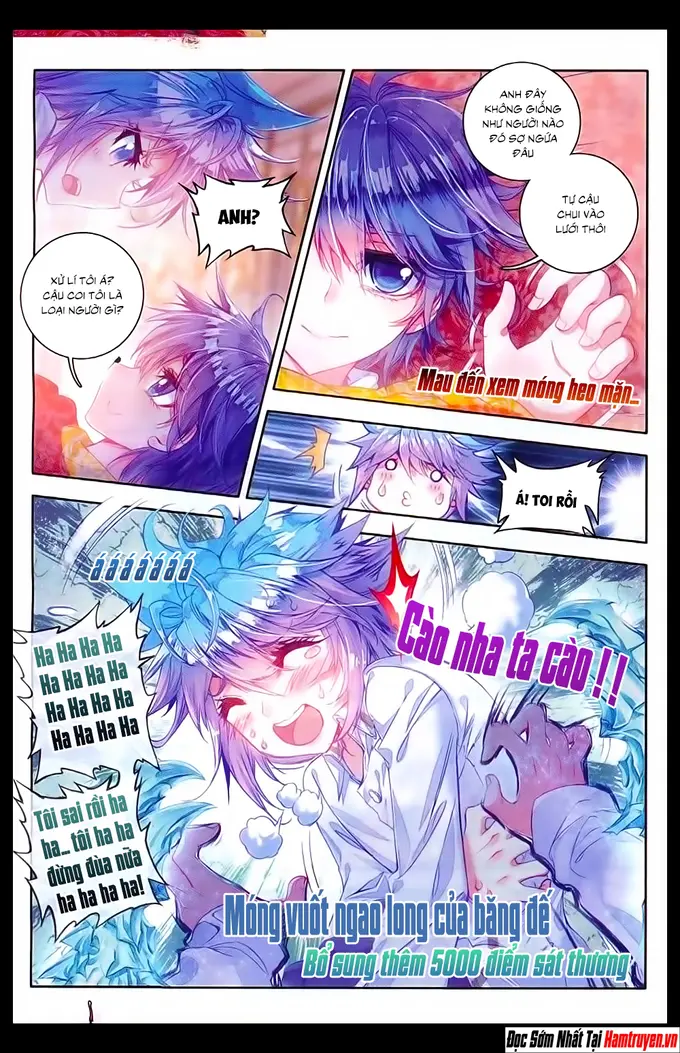 ANH?
XỬ LÍ TÔI Á?
CẬU COI TÔI LÀ
LOẠI NGƯỜI GÌ?
ANH ĐÂY
KHÔNG GIỐNG
NHƯ NGƯỜI NÀO
ĐÓ SỢ NGỨA
ĐÂU
TỰ CẬU
CHUI VÀO
LƯỚI THÔI
Mau đến xem móng heo mặn...
Á! TOI RỒI
á á á á á á á
Cào nha ta cào!!
Ha Ha Ha Ha
Ha Ha Ha Ha
Ha Ha Ha Ha
Ha Ha Ha Ha
Tôi sai rồi ha
ha... tôi ha ha
đừng đùa nữa
ha ha ha ha!
Móng vuốt ngao long của băng đế
Bổ sung thêm 5000 điểm sát thương
Đọc Sớm Nhất Tại Hamtruyen.vn